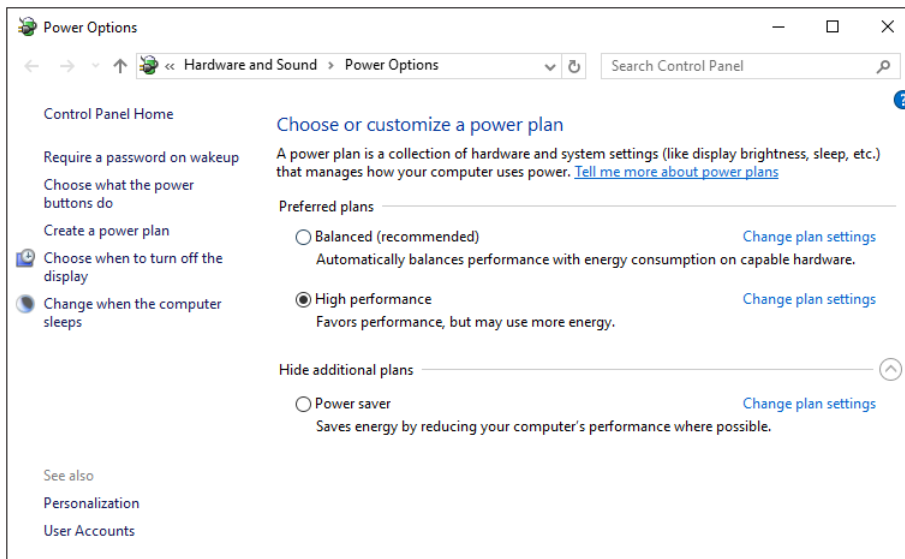 Power Options
« Hardware and Sound › Power Options
Search Control Panel
?
Control Panel Home
Require a password on wakeup
Choose what the power
buttons do
Create a power plan
Choose when to turn off the
display
Change when the computer
sleeps
See also
Personalization
User Accounts
Choose or customize a power plan
A power plan is a collection of hardware and system settings (like display brightness, sleep, etc.)
that manages how your computer uses power. Tell me more about power plans
Preferred plans
Balanced (recommended) Change plan settings
Automatically balances performance with energy consumption on capable hardware.
High performance Change plan settings
Favors performance, but may use more energy.
Hide additional plans
Power saver Change plan settings
Saves energy by reducing your computer's performance where possible.